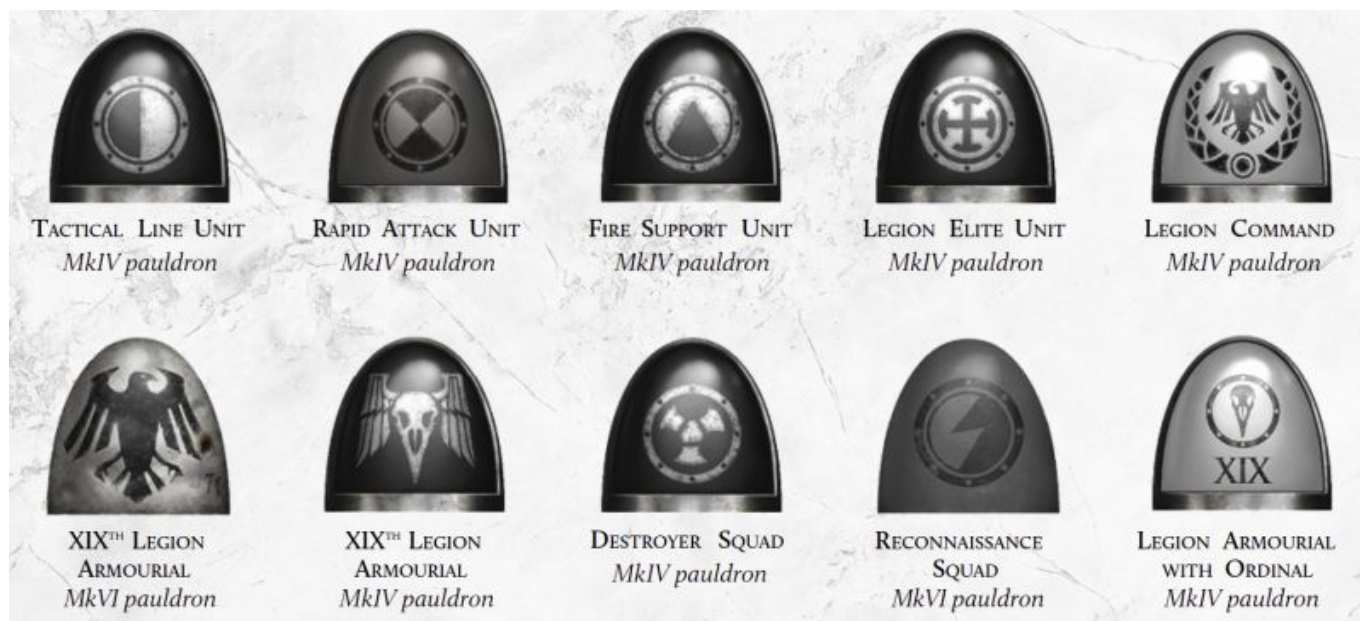 Tactical Line Unit
MkIV pauldron
Rapid Attack Unit
MkIV pauldron
Fire Support Unit
MkIV pauldron
Legion Elite Unit
MkIV pauldron
Legion Command
MkIV pauldron
XIXth Legion
Armourial
MkVI pauldron
XIXth Legion
Armourial
MkIV pauldron
Destroyer Squad
MkIV pauldron
Reconnaissance
Squad
MkVI pauldron
XIX
Legion Armourial
with Ordinal
MkIV pauldron